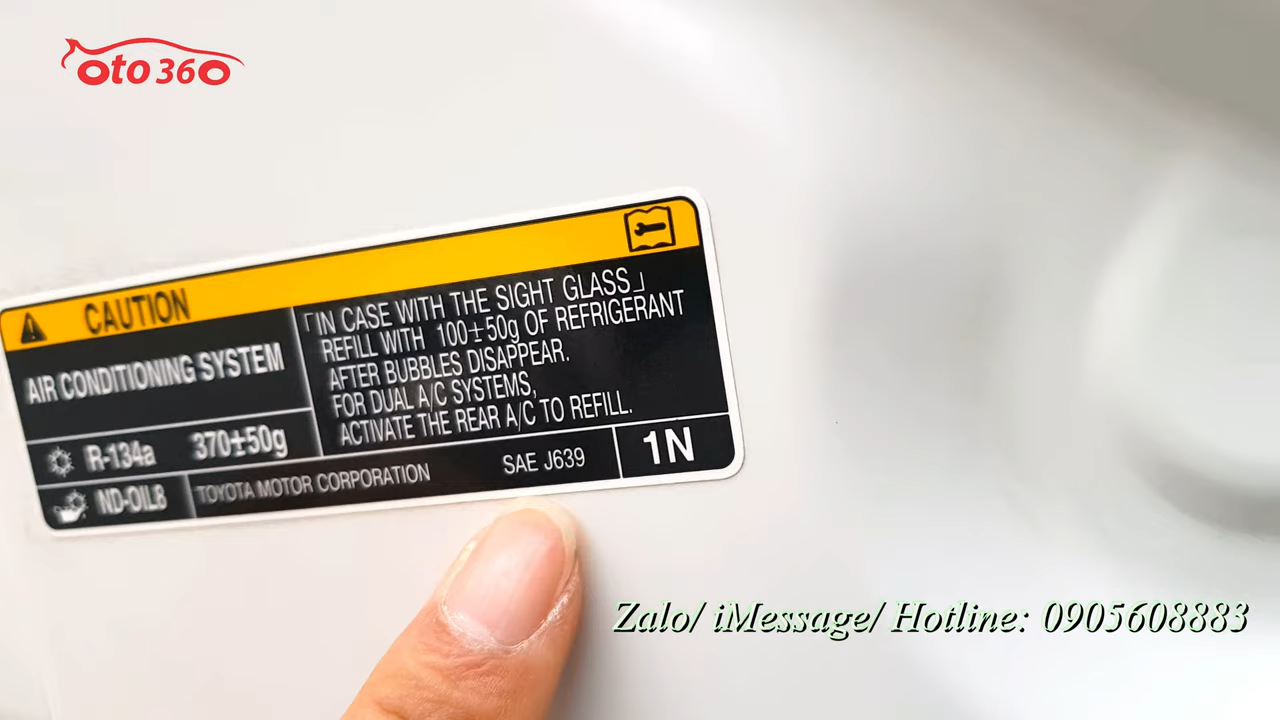 oto 360
CAUTION
AIR CONDITIONING SYSTEM
R-134a 370±50g
ND-OIL8
「IN CASE WITH THE SIGHT GLASS」
REFILL WITH 100±50g OF REFRIGERANT
AFTER BUBBLES DISAPPEAR.
FOR DUAL A/C SYSTEMS,
ACTIVATE THE REAR A/C TO REFILL.
TOYOTA MOTOR CORPORATION SAE J639
1N
Zalo/ iMessage/ Hotline: 0905608883